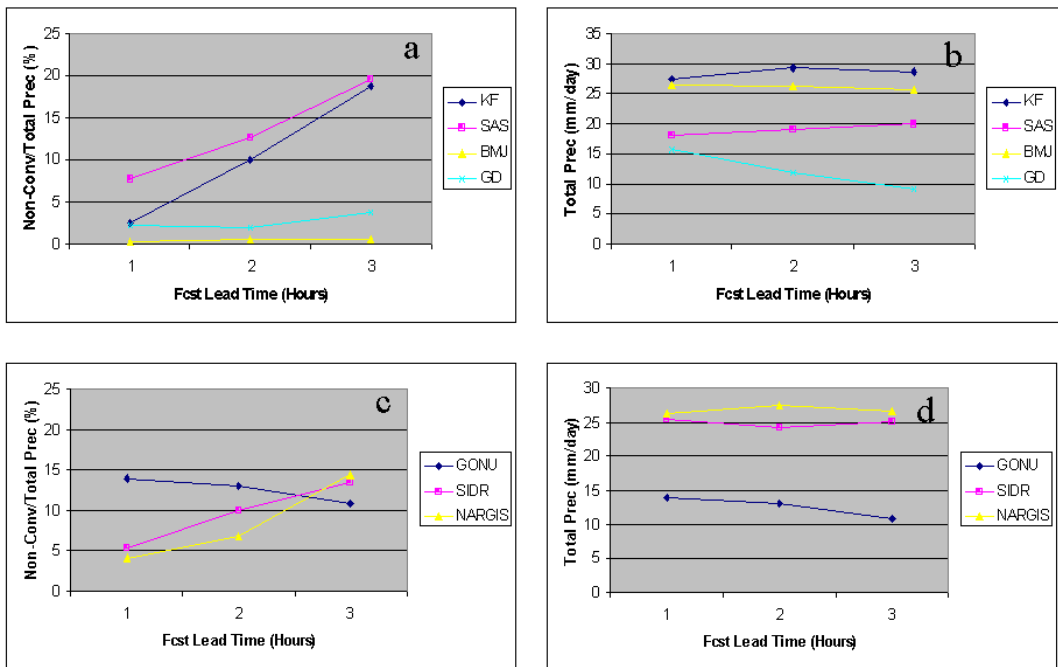 a
Non-Conv/Total Prec (%)
25
20
15
10
5
0
1 2 3
Fcst Lead Time (Hours)
KF
SAS
BMJ
GD
b
Total Prec (mm/day)
35
30
25
20
15
10
5
0
1 2 3
Fcst Lead Time (Hours)
KF
SAS
BMJ
GD
c
Non-Conv/Total Prec (%)
25
20
15
10
5
0
1 2 3
Fcst Lead Time (Hours)
GONU
SIDR
NARGIS
d
Total Prec (mm/day)
30
25
20
15
10
5
0
1 2 3
Fcst Lead Time (Hours)
GONU
SIDR
NARGIS